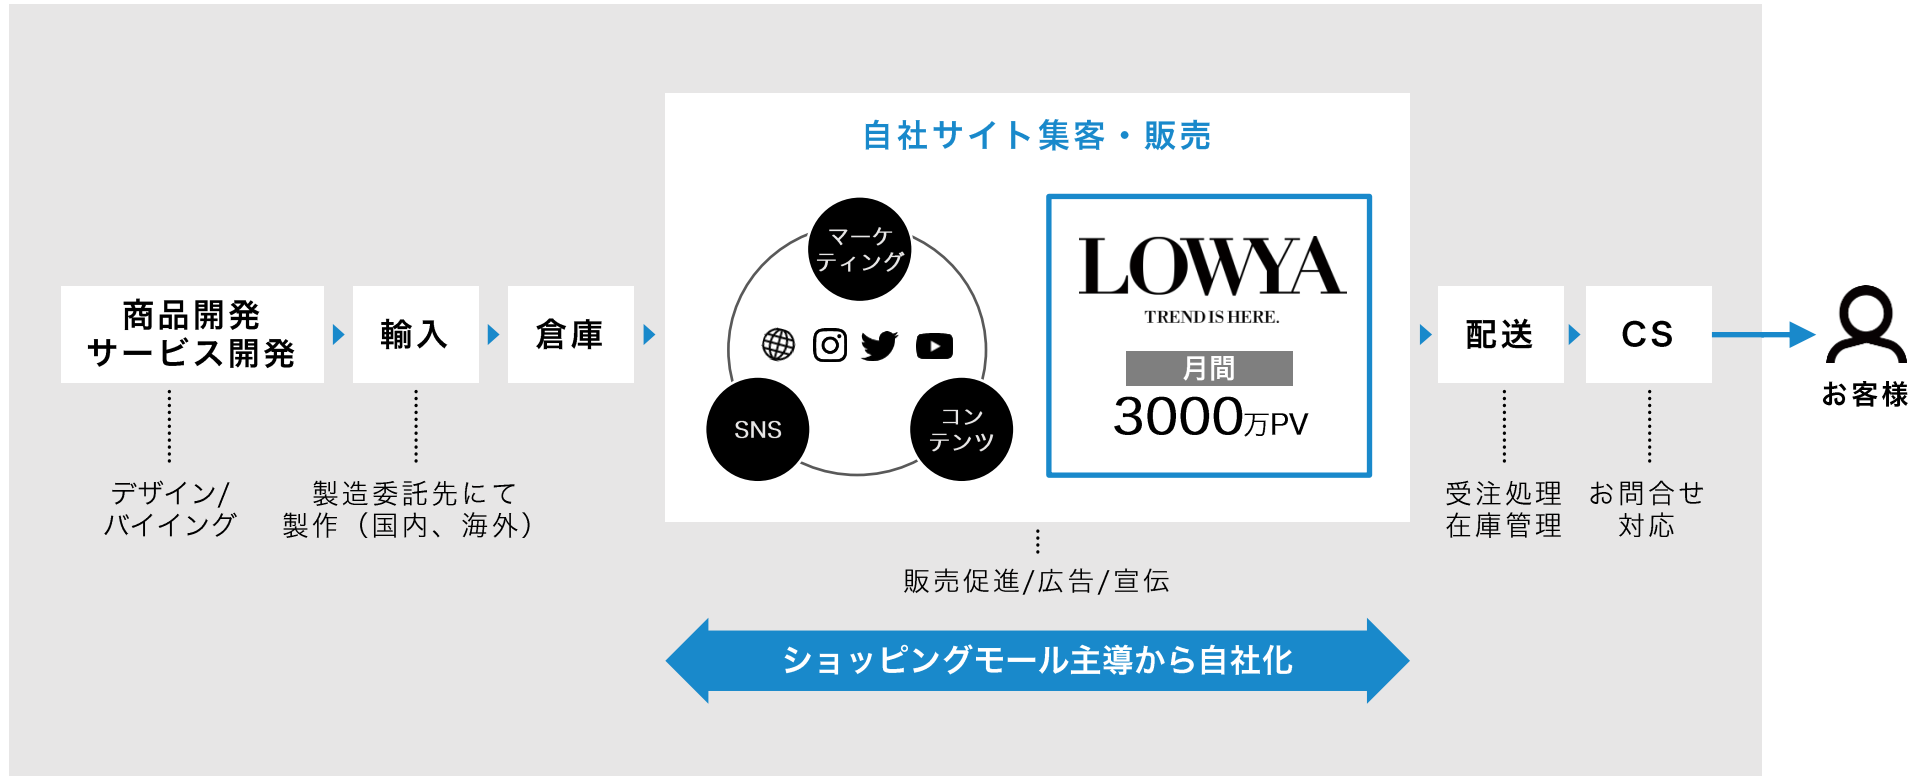 自社サイト集客・販売
マーケ
ティング
SNS
コン
テンツ
LOWYA
TREND IS HERE.
月間
3000万PV
商品開発
サービス開発
輸入
倉庫
配送
CS
お客様
デザイン/
バイイング
製造委託先にて
製作（国内、海外）
受注処理
在庫管理
お問合せ
対応
販売促進/広告/宣伝
ショッピングモール主導から自社化